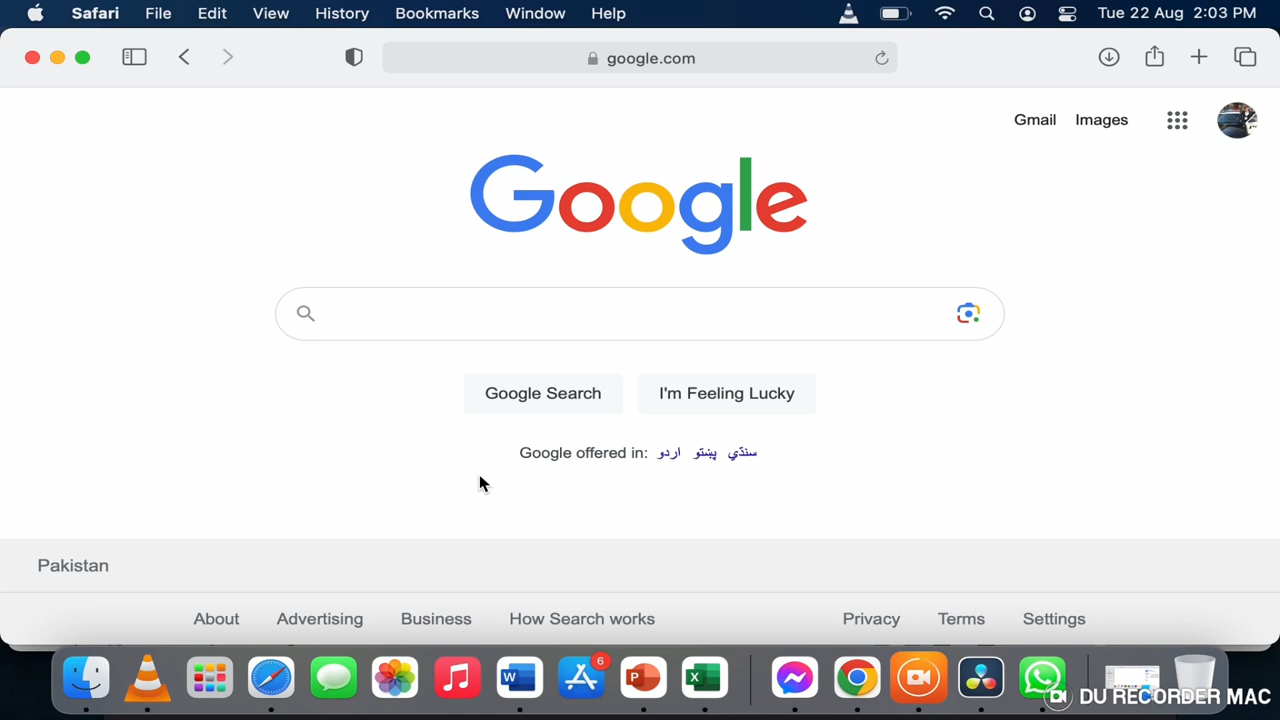 Safari File Edit View History Bookmarks Window Help Tue 22 Aug 2:03 PM
google.com
Gmail Images
Google
Google Search I'm Feeling Lucky
Google offered in: اردو پښتو سنڌي
Pakistan
About Advertising Business How Search works Privacy Terms Settings
6
W P X
DU RECORDER MAC